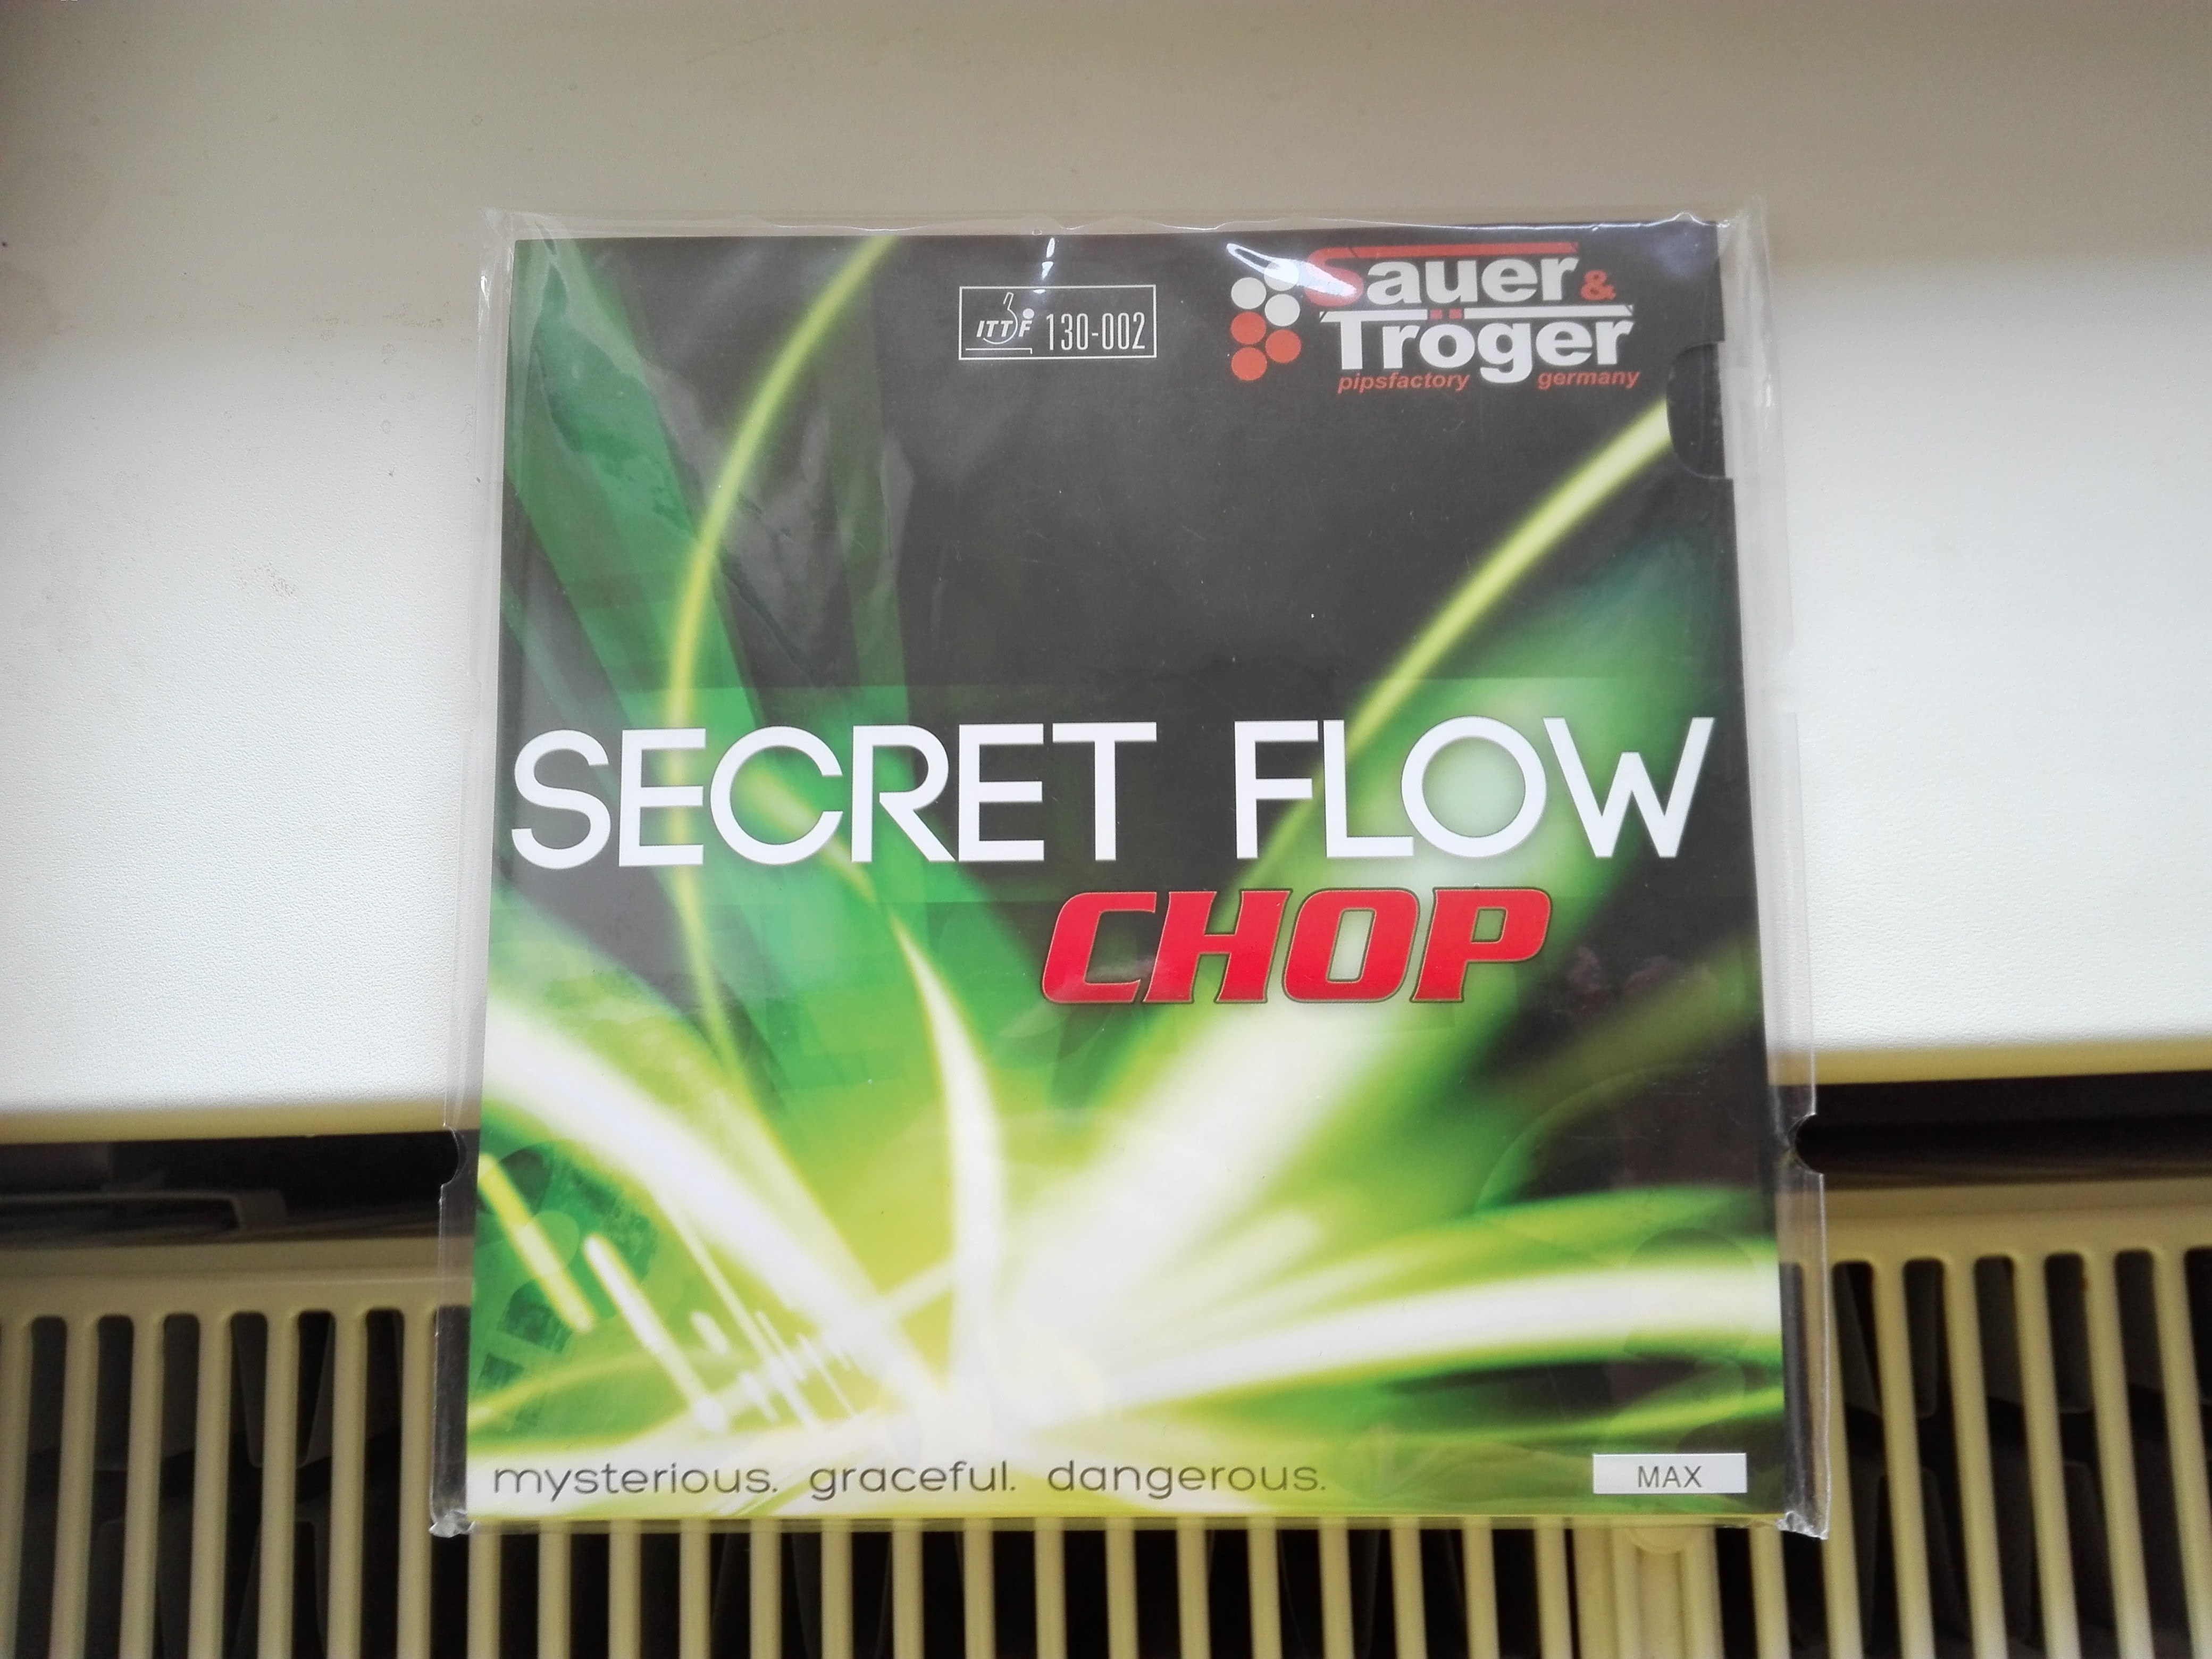 ITTF 130-002
Sauer &
Tröger
pipsfactory germany
SECRET FLOW
CHOP
mysterious. graceful. dangerous.
MAX